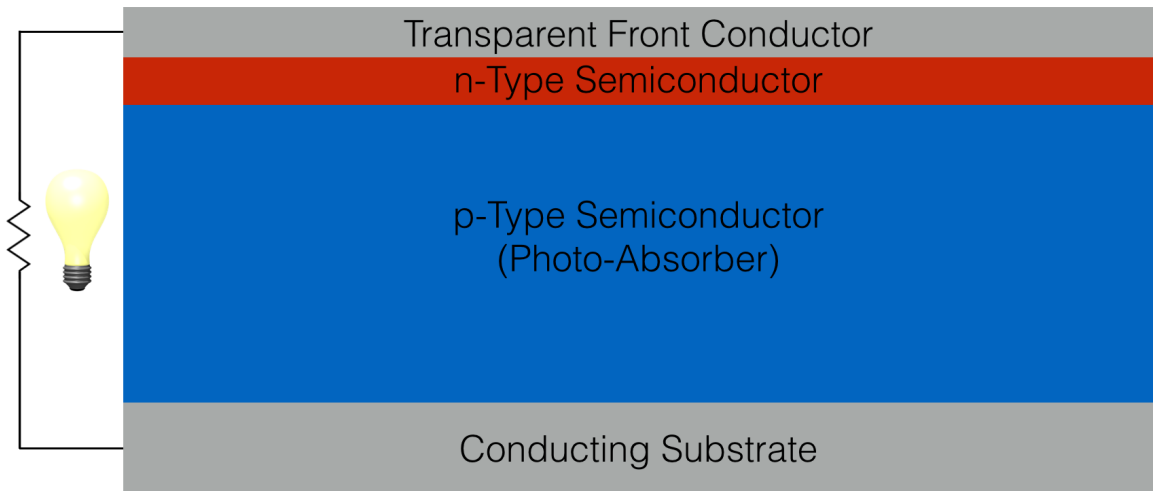 Transparent Front Conductor
n-Type Semiconductor
p-Type Semiconductor
(Photo-Absorber)
Conducting Substrate